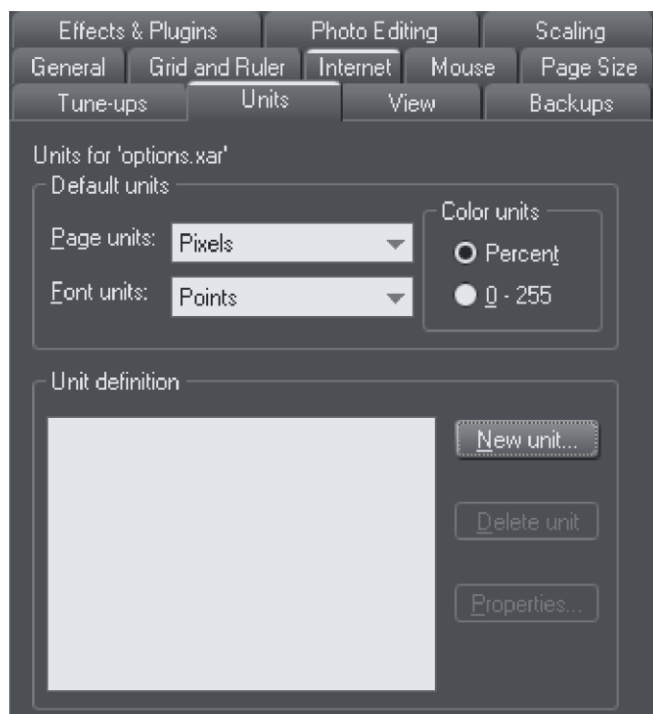 Effects & Plugins Photo Editing Scaling
General Grid and Ruler Internet Mouse Page Size
Tune-ups Units View Backups
Units for 'options.xar'
Default units
Page units: Pixels
Font units: Points
Color units
Percent
0 - 255
Unit definition
New unit...
Delete unit
Properties...